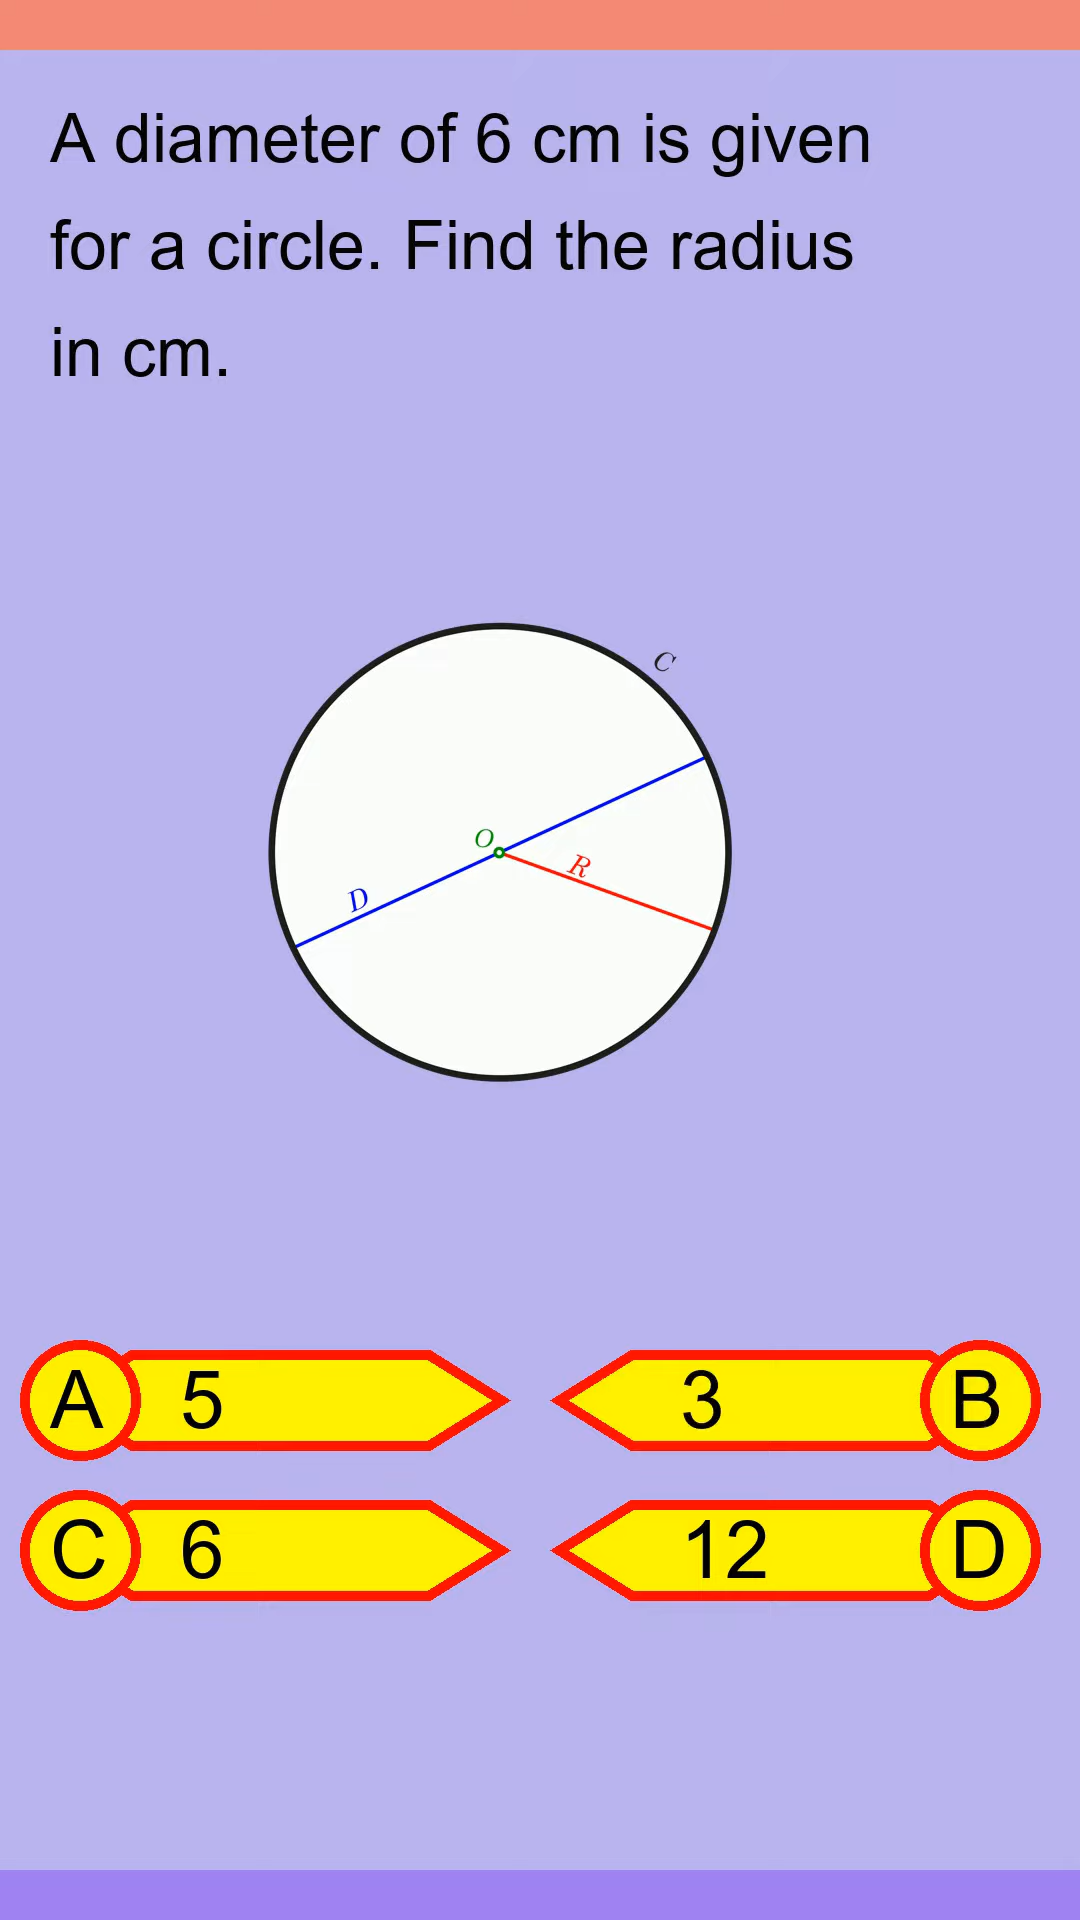 A diameter of 6 cm is given
for a circle. Find the radius
in cm.
C
O
R
D
A 5
3 B
C 6
12 D